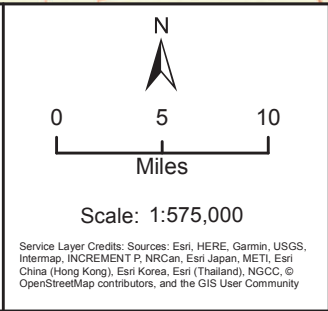 N
0 5 10
Miles
Scale: 1:575,000
Service Layer Credits: Sources: Esri, HERE, Garmin, USGS,
Intermap, INCREMENT P, NRCan, Esri Japan, METI, Esri
China (Hong Kong), Esri Korea, Esri (Thailand), NGCC, ©
OpenStreetMap contributors, and the GIS User Community